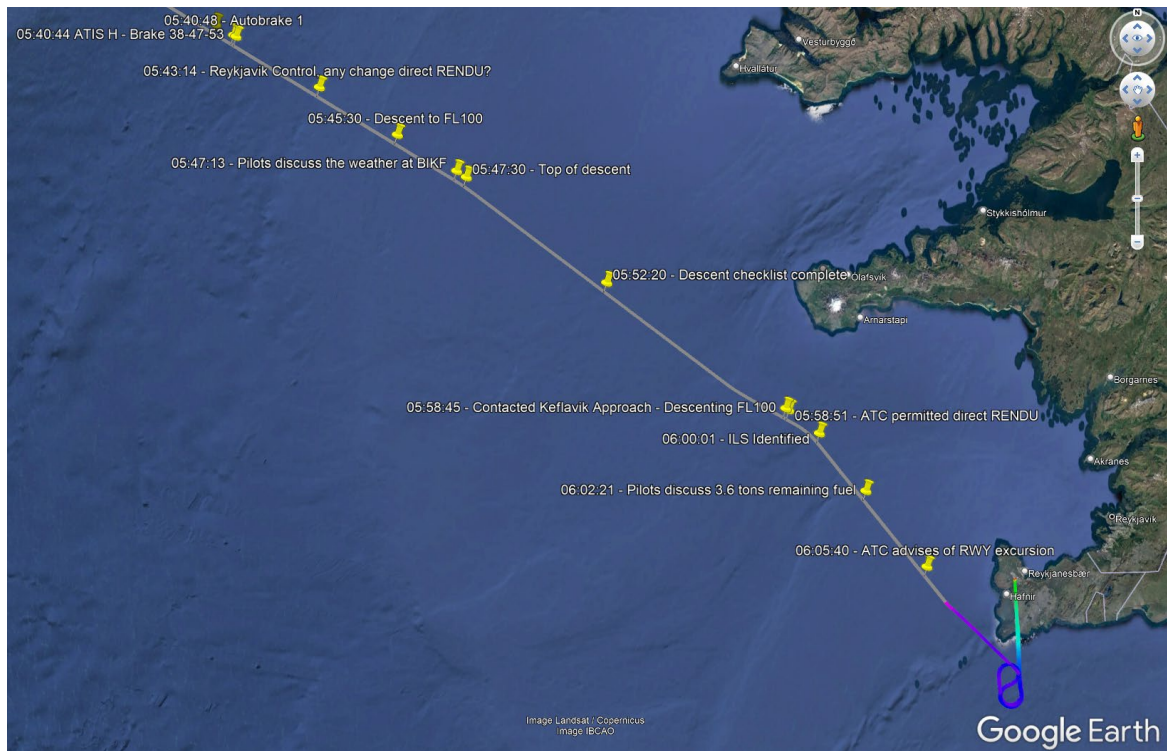 N
05:40:48 - Autobrake 1
05:40:44 ATIS H - Brake 38-47-53
Vesturbyggð
Hvallátur
05:43:14 - Reykjavik Control, any change direct RENDU?
05:45:30 - Descent to FL100
05:47:13 - Pilots discuss the weather at BIKF
05:47:30 - Top of descent
Stykkishólmur
05:52:20 - Descent checklist complete
Ólafsvík
Arnarstapi
Borgarnes
05:58:45 - Contacted Keflavik Approach - Descenting FL100
05:58:51 - ATC permitted direct RENDU
06:00:01 - ILS Identified
Akranes
06:02:21 - Pilots discuss 3.6 tons remaining fuel
Reykjavik
06:05:40 - ATC advises of RWY excursion
Reykjanesbær
Hafnir
Image Landsat / Copernicus
Image IBCAO
Google Earth